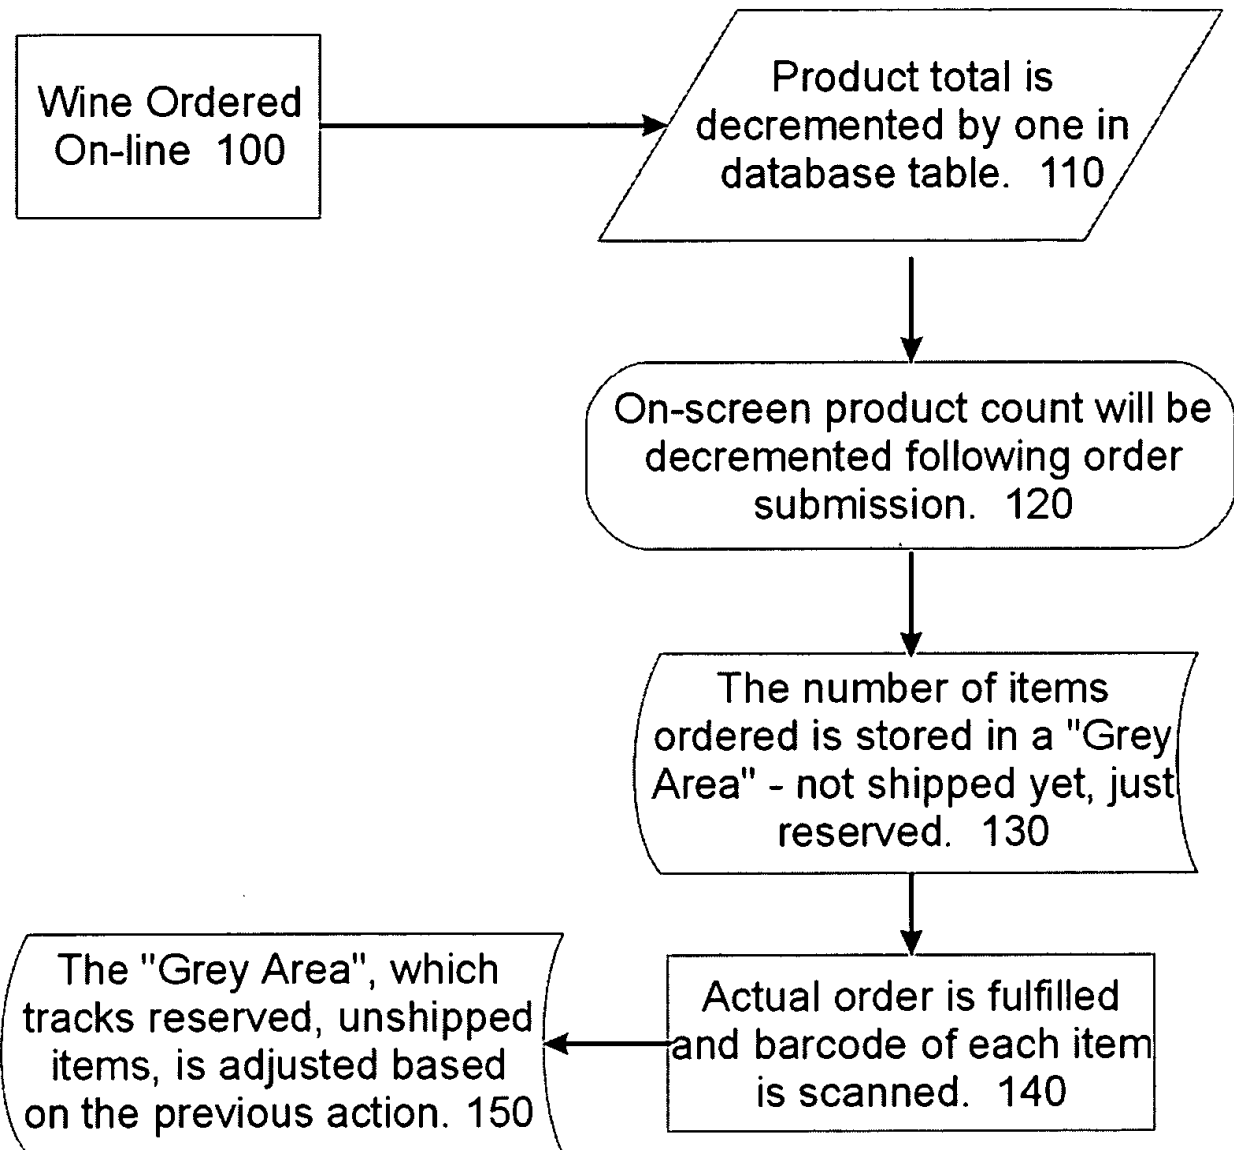 Wine Ordered
On-line 100
Product total is
decremented by one in
database table. 110
On-screen product count will be
decremented following order
submission. 120
The number of items
ordered is stored in a "Grey
Area" - not shipped yet, just
reserved. 130
Actual order is fulfilled
and barcode of each item
is scanned. 140
The "Grey Area", which
tracks reserved, unshipped
items, is adjusted based
on the previous action. 150